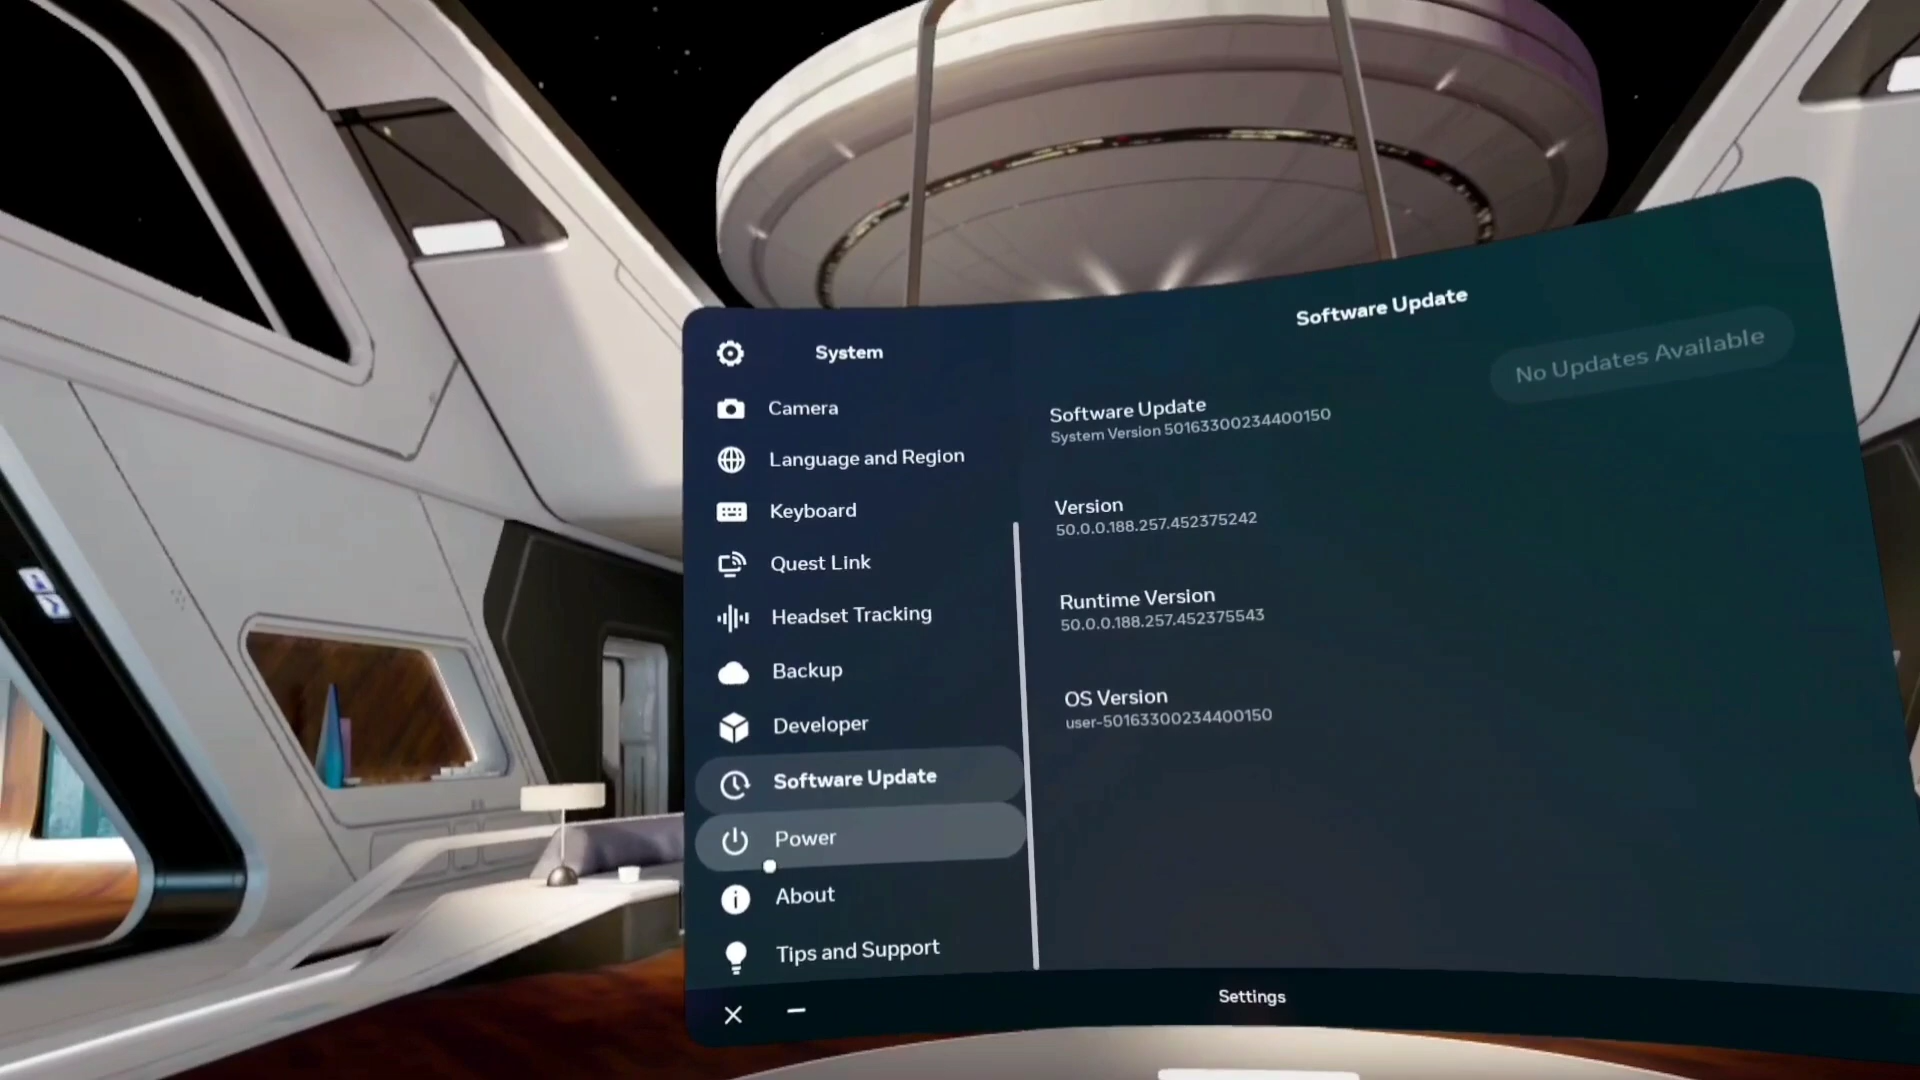 System
Camera
Language and Region
Keyboard
Quest Link
Headset Tracking
Backup
Developer
Software Update
Power
About
Tips and Support
Software Update
No Updates Available
Software Update
System Version 50163300234400150
Version
50.0.0.188.257.452375242
Runtime Version
50.0.0.188.257.452375543
OS Version
user-50163300234400150
Settings